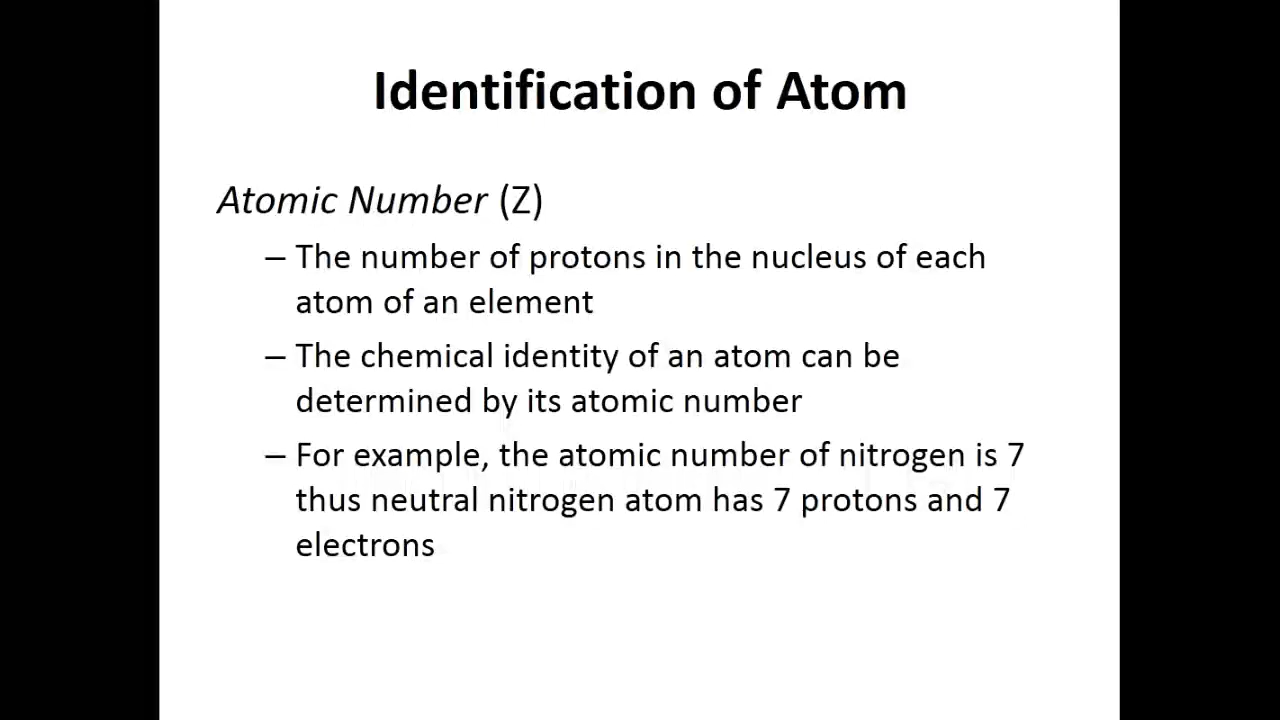 Identification of Atom
Atomic Number (Z)
– The number of protons in the nucleus of each
atom of an element
– The chemical identity of an atom can be
determined by its atomic number
– For example, the atomic number of nitrogen is 7
thus neutral nitrogen atom has 7 protons and 7
electrons